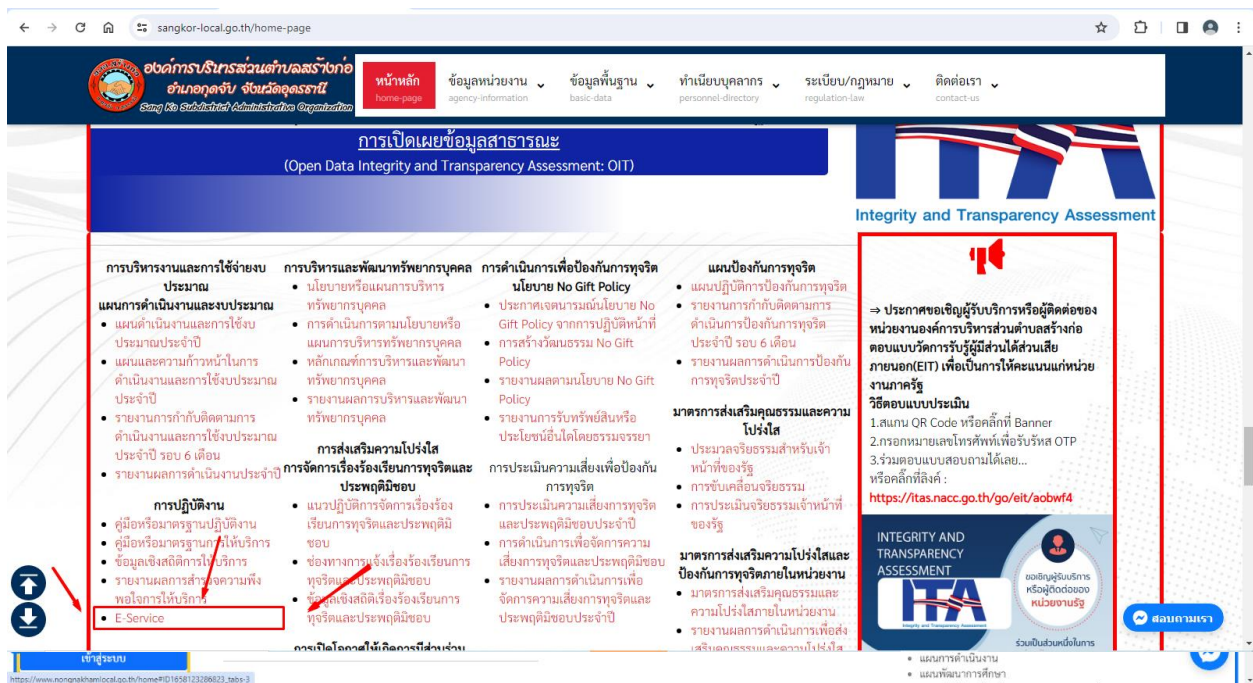 sangkor-local.go.th/home-page
องค์การบริหารส่วนตำบลสร้างก่อ
อำเภอกุดจับ จังหวัดอุดรธานี
Sang Ko Subdistrict Administrative Organization
หน้าหลัก
home-page
ข้อมูลหน่วยงาน
agency-information
ข้อมูลพื้นฐาน
basic-data
ทำเนียบบุคลากร
personnel-directory
ระเบียบ/กฎหมาย
regulation-law
ติดต่อเรา
contact-us
การเปิดเผยข้อมูลสาธารณะ
(Open Data Integrity and Transparency Assessment: OIT)
ITA
Integrity and Transparency Assessment
การบริหารงานและการใช้จ่ายงบ
ประมาณ
แผนการดำเนินงานและงบประมาณ
แผนดำเนินงานและการใช้งบ
ประมาณประจำปี
แผนและความก้าวหน้าในการ
ดำเนินงานและการใช้งบประมาณ
ประจำปี
รายงานการกำกับติดตามการ
ดำเนินงานและการใช้งบประมาณ
ประจำปี รอบ 6 เดือน
รายงานผลการดำเนินงานประจำปี
การปฏิบัติงาน
คู่มือหรือมาตรฐานปฏิบัติงาน
คู่มือหรือมาตรฐานการให้บริการ
ข้อมูลเชิงสถิติการให้บริการ
รายงานผลการสำรวจความพึง
พอใจการให้บริการ
E-Service
การบริหารและพัฒนาทรัพยากรบุคคล
นโยบายหรือแผนการบริหาร
ทรัพยากรบุคคล
การดำเนินการตามนโยบายหรือ
แผนการบริหารทรัพยากรบุคคล
หลักเกณฑ์การบริหารและพัฒนา
ทรัพยากรบุคคล
รายงานผลการบริหารและพัฒนา
ทรัพยากรบุคคล
การส่งเสริมความโปร่งใส
การจัดการเรื่องร้องเรียนการทุจริตและ
ประพฤติมิชอบ
แนวปฏิบัติการจัดการเรื่องร้อง
เรียนการทุจริตและประพฤติมิ
ชอบ
ช่องทางการแจ้งเรื่องร้องเรียนการ
ทุจริตและประพฤติมิชอบ
ข้อมูลเชิงสถิติเรื่องร้องเรียนการ
ทุจริตและประพฤติมิชอบ
การเปิดโอกาสให้เกิดการมีส่วนร่วม
การดำเนินการเพื่อป้องกันการทุจริต
นโยบาย No Gift Policy
ประกาศเจตนารมณ์นโยบาย No
Gift Policy จากการปฏิบัติหน้าที่
การสร้างวัฒนธรรม No Gift
Policy
รายงานผลตามนโยบาย No Gift
Policy
รายงานการรับทรัพย์สินหรือ
ประโยชน์อื่นใดโดยธรรมจรรยา
การประเมินความเสี่ยงเพื่อป้องกัน
การทุจริต
การประเมินความเสี่ยงการทุจริต
และประพฤติมิชอบประจำปี
การดำเนินการเพื่อจัดการความ
เสี่ยงการทุจริตและประพฤติมิชอบ
รายงานผลการดำเนินการเพื่อ
จัดการความเสี่ยงการทุจริตและ
ประพฤติมิชอบประจำปี
แผนป้องกันการทุจริต
แผนปฏิบัติการป้องกันการทุจริต
รายงานการกำกับติดตามการ
ดำเนินการป้องกันการทุจริต
ประจำปี รอบ 6 เดือน
รายงานผลการดำเนินการป้องกัน
การทุจริตประจำปี
มาตรการส่งเสริมคุณธรรมและความ
โปร่งใส
ประมวลจริยธรรมสำหรับเจ้า
หน้าที่ของรัฐ
การขับเคลื่อนจริยธรรม
การประเมินจริยธรรมเจ้าหน้าที่
ของรัฐ
มาตรการส่งเสริมความโปร่งใสและ
ป้องกันการทุจริตภายในหน่วยงาน
มาตรการส่งเสริมคุณธรรมและ
ความโปร่งใสภายในหน่วยงาน
รายงานผลการดำเนินการเพื่อส่ง
เสริมคุณธรรมและความโปร่งใส
⇒ ประกาศขอเชิญผู้รับบริการหรือผู้ติดต่อของ
หน่วยงานองค์การบริหารส่วนตำบลสร้างก่อ
ตอบแบบวัดการรับรู้ผู้มีส่วนได้ส่วนเสีย
ภายนอก(EIT) เพื่อเป็นการให้คะแนนแก่หน่วย
งานภาครัฐ
วิธีตอบแบบประเมิน
1.สแกน QR Code หรือคลิ๊กที่ Banner
2.กรอกหมายเลขโทรศัพท์เพื่อรับรหัส OTP
3.ร่วมตอบแบบสอบถามได้เลย...
หรือคลิ๊กที่ลิงค์ :
https://itas.nacc.go.th/go/eit/aobwf4
INTEGRITY AND
TRANSPARENCY
ASSESSMENT
ITA
Integrity and Transparency Assessment
ขอเชิญผู้รับบริการ
หรือผู้ติดต่อของ
หน่วยงานรัฐ
ร่วมเป็นส่วนหนึ่งในการ
สอบถามเรา
เข้าสู่ระบบ
แผนการดำเนินงาน
แผนพัฒนาการศึกษา
https://www.nongnakhamlocal.go.th/home#ID1658123286823_tabs-3